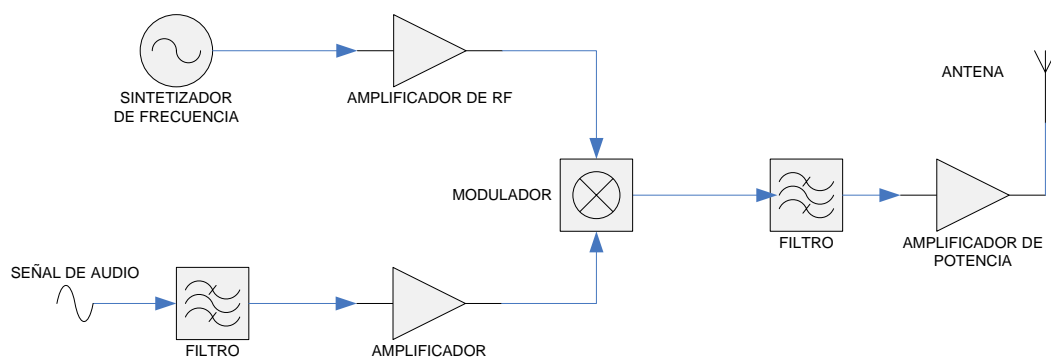 SINTETIZADOR
DE FRECUENCIA
AMPLIFICADOR DE RF
ANTENA
MODULADOR
FILTRO
AMPLIFICADOR DE
POTENCIA
SEÑAL DE AUDIO
FILTRO
AMPLIFICADOR